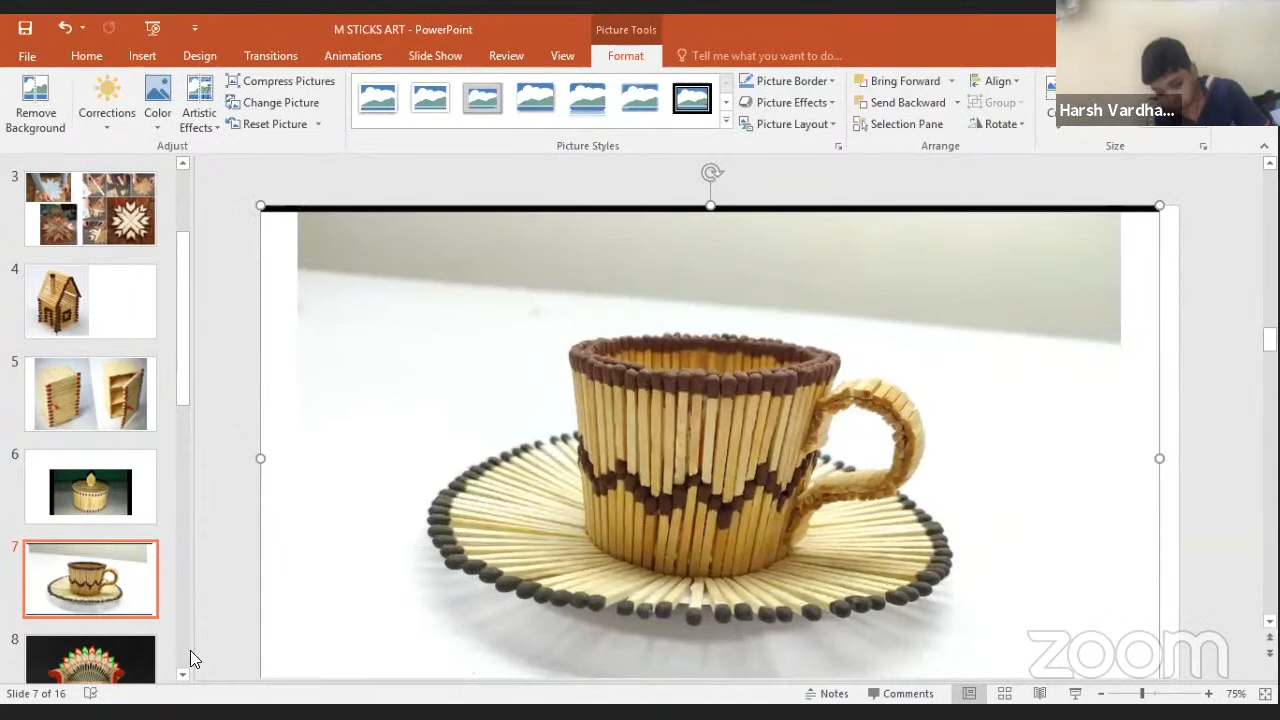 M STICKS ART - PowerPoint
Picture Tools
File
Home
Insert
Design
Transitions
Animations
Slide Show
Review
View
Format
Tell me what you want to do...
Remove
Background
Corrections
Color
Artistic
Effects
Compress Pictures
Change Picture
Reset Picture
Adjust
Picture Styles
Picture Border
Picture Effects
Picture Layout
Bring Forward
Send Backward
Selection Pane
Align
Group
Rotate
Arrange
Size
Harsh Vardha...
3
4
5
6
7
8
zoom
Slide 7 of 16
Notes
Comments
75%